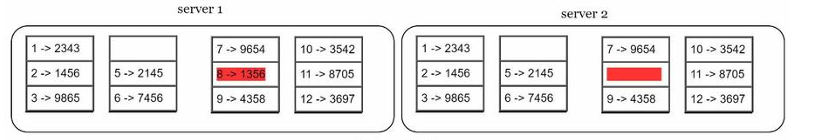 server 1
1 -> 2343
2 -> 1456
3 -> 9865
5 -> 2145
6 -> 7456
7 -> 9654
8 -> 1356
9 -> 4358
10 -> 3542
11 -> 8705
12 -> 3697
server 2
1 -> 2343
2 -> 1456
3 -> 9865
5 -> 2145
6 -> 7456
7 -> 9654
9 -> 4358
10 -> 3542
11 -> 8705
12 -> 3697